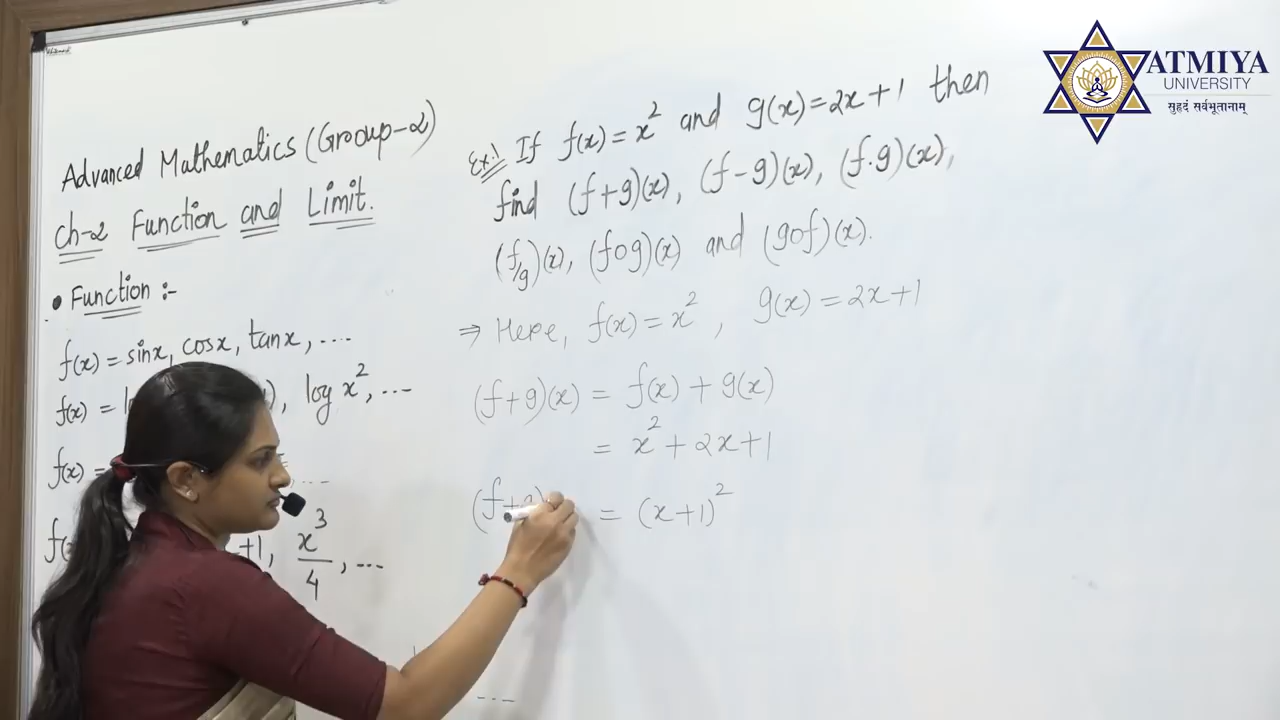 ATMIYA
UNIVERSITY
सुहृदं सर्वभूतानाम्
Advanced Mathematics (Group-2)
Ch-2 Function and Limit.
• Function :-
f(x) = sinx, cosx, tanx, ....
f(x) = log x², ...
f(x) =
+1, x³/4, ...
Ex:1 If f(x) = x² and g(x) = 2x+1 then
find (f+g)(x), (f-g)(x), (f·g)(x),
(f/g)(x), (fog)(x) and (gof)(x).
⇒ Here, f(x) = x², g(x) = 2x+1
(f+g)(x) = f(x) + g(x)
= x² + 2x+1
(f+g) = (x+1)²